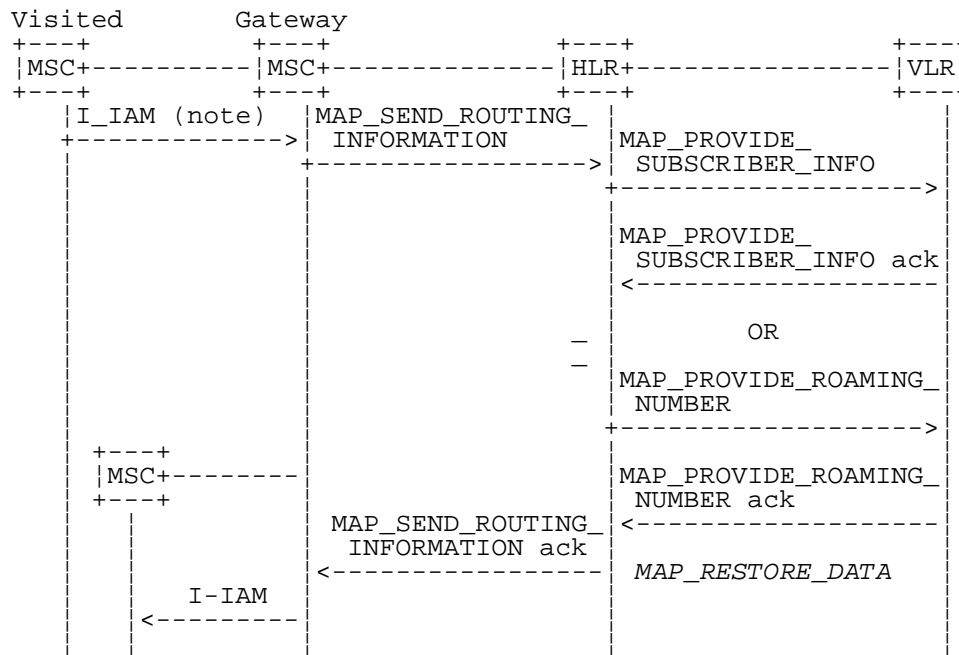 Visited Gateway
MSC MSC HLR VLR
I_IAM (note) MAP_SEND_ROUTING_
INFORMATION MAP_PROVIDE_
SUBSCRIBER_INFO
MAP_PROVIDE_
SUBSCRIBER_INFO ack
OR
MAP_PROVIDE_ROAMING_
NUMBER
MSC MAP_PROVIDE_ROAMING_
NUMBER ack
MAP_SEND_ROUTING_
INFORMATION ack
MAP_RESTORE_DATA
I-IAM